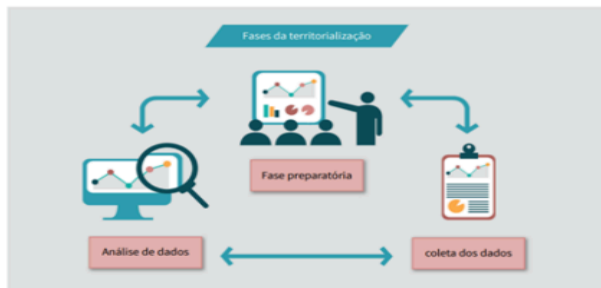 Fases da territorialização
Fase preparatória
Análise de dados
coleta dos dados